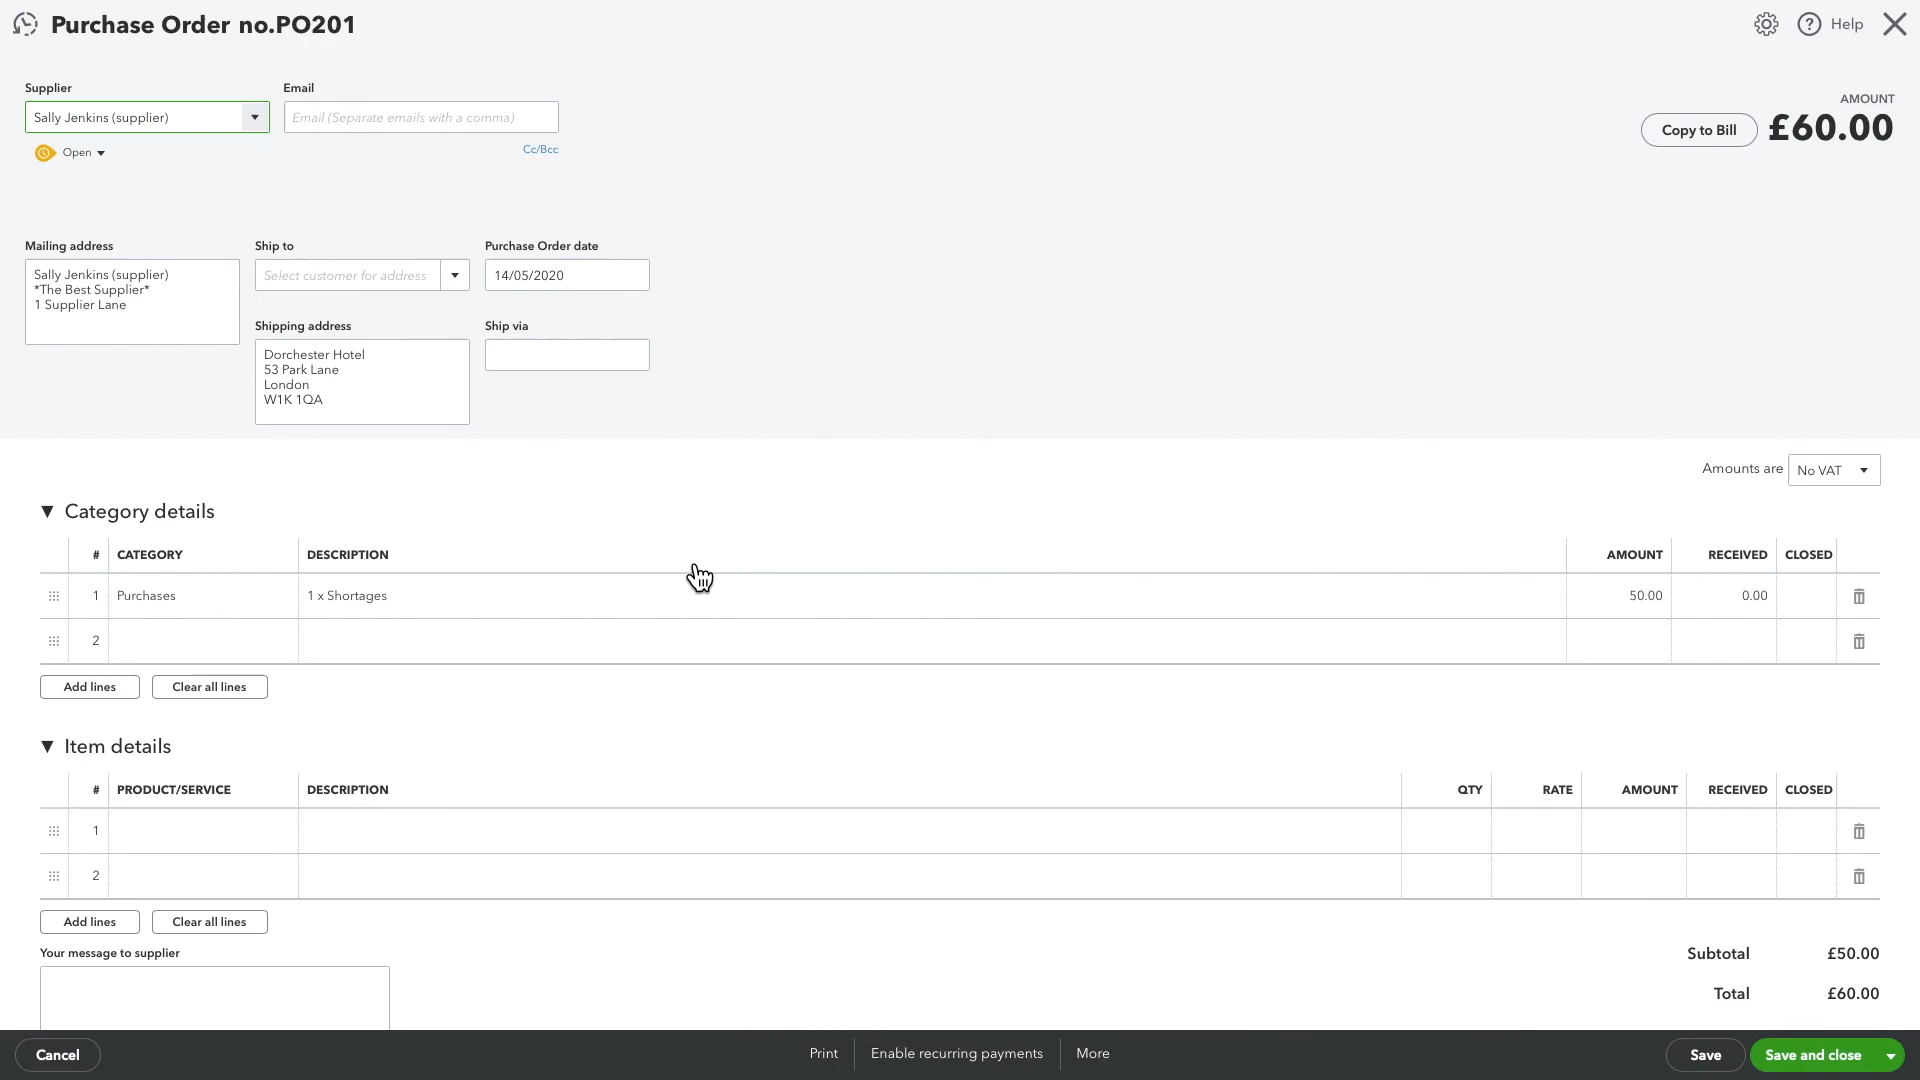 Purchase Order no.PO201
Help
Supplier
Email
Sally Jenkins (supplier)
Email (Separate emails with a comma)
Cc/Bcc
Open
AMOUNT
Copy to Bill
£60.00
Mailing address
Sally Jenkins (supplier)
*The Best Supplier*
1 Supplier Lane
Ship to
Select customer for address
Purchase Order date
14/05/2020
Shipping address
Dorchester Hotel
53 Park Lane
London
W1K 1QA
Ship via
Amounts are No VAT
Category details
# CATEGORY DESCRIPTION AMOUNT RECEIVED CLOSED
1 Purchases 1 x Shortages 50.00 0.00
2
Add lines Clear all lines
Item details
# PRODUCT/SERVICE DESCRIPTION QTY RATE AMOUNT RECEIVED CLOSED
1
2
Add lines Clear all lines
Your message to supplier
Subtotal £50.00
Total £60.00
Cancel Print Enable recurring payments More Save Save and close